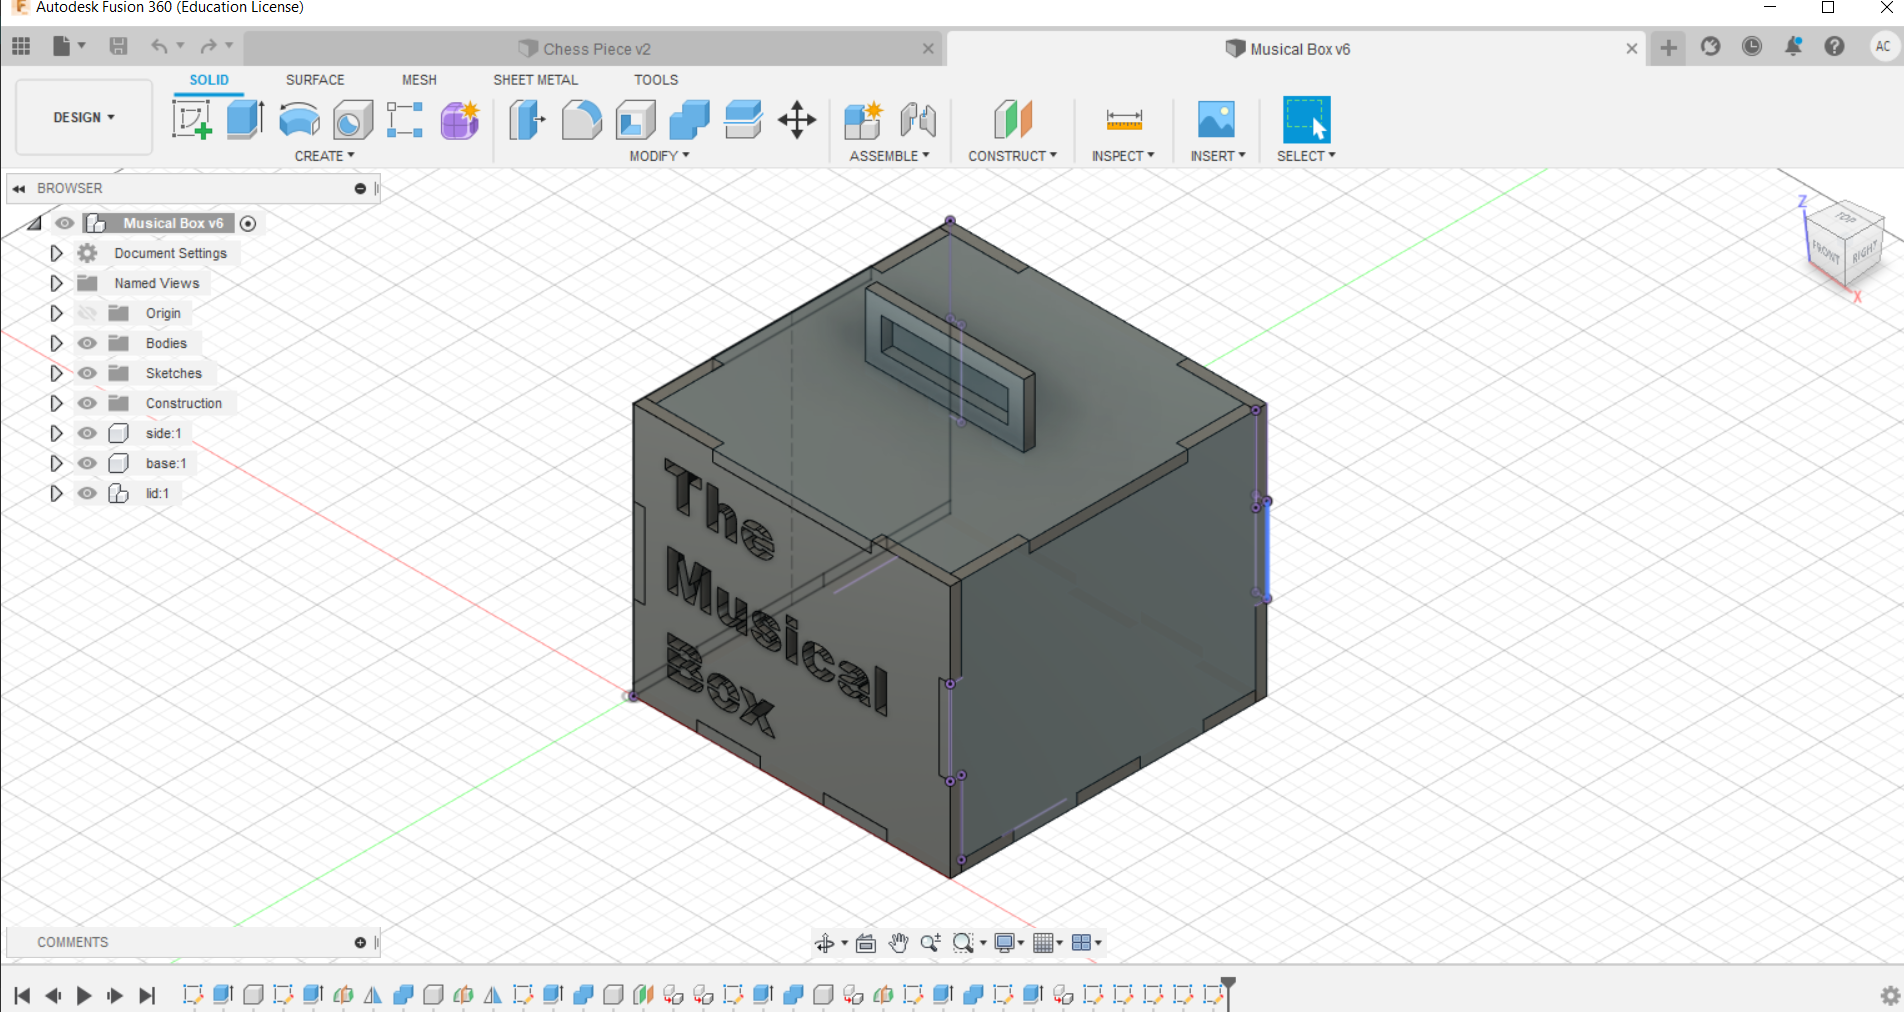 Autodesk Fusion 360 (Education License)
Chess Piece v2
Musical Box v6
AC
SOLID
SURFACE
MESH
SHEET METAL
TOOLS
DESIGN
CREATE
MODIFY
ASSEMBLE
CONSTRUCT
INSPECT
INSERT
SELECT
BROWSER
Musical Box v6
Document Settings
Named Views
Origin
Bodies
Sketches
Construction
side:1
base:1
lid:1
Z
TOP
FRONT
RIGHT
X
The
Musical
Box
COMMENTS